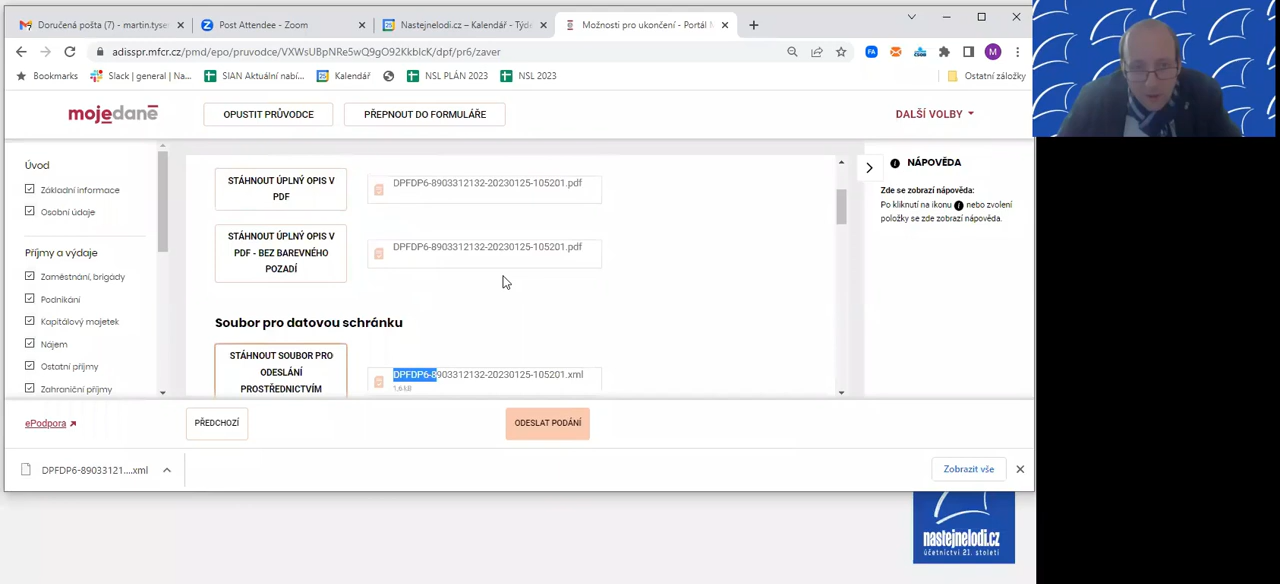 Doručená pošta (7) - martin.tyser
Post Attendee - Zoom
Nastejnelodi.cz – Kalendář - Týde
Možnosti pro ukončení - Portál M
adisspr.mfcr.cz/pmd/epo/pruvodce/VXWsUBpNRe5wQ9gO92KkbIcK/dpf/pr6/zaver
Bookmarks
Slack | general | Na...
SIAN Aktuální nabí...
Kalendář
NSL PLÁN 2023
NSL 2023
Ostatní záložky
mojedaně
OPUSTIT PRŮVODCE
PŘEPNOUT DO FORMULÁŘE
DALŠÍ VOLBY
Úvod
Základní informace
Osobní údaje
Příjmy a výdaje
Zaměstnání, brigády
Podnikání
Kapitálový majetek
Nájem
Ostatní příjmy
Zahraniční příjmy
STÁHNOUT ÚPLNÝ OPIS V
PDF
DPFDP6-8903312132-20230125-105201.pdf
STÁHNOUT ÚPLNÝ OPIS V
PDF - BEZ BAREVNÉHO
POZADÍ
DPFDP6-8903312132-20230125-105201.pdf
Soubor pro datovou schránku
STÁHNOUT SOUBOR PRO
ODESLÁNÍ
PROSTŘEDNICTVÍM
DPFDP6-8903312132-20230125-105201.xml
NÁPOVĚDA
Zde se zobrazí nápověda:
Po kliknutí na ikonu i nebo zvolení
položky se zde zobrazí nápověda.
ePodpora
PŘEDCHOZÍ
ODESLAT PODÁNÍ
DPFDP6-89033121....xml
Zobrazit vše
nastejnelodi.cz
účetnictví 21. století